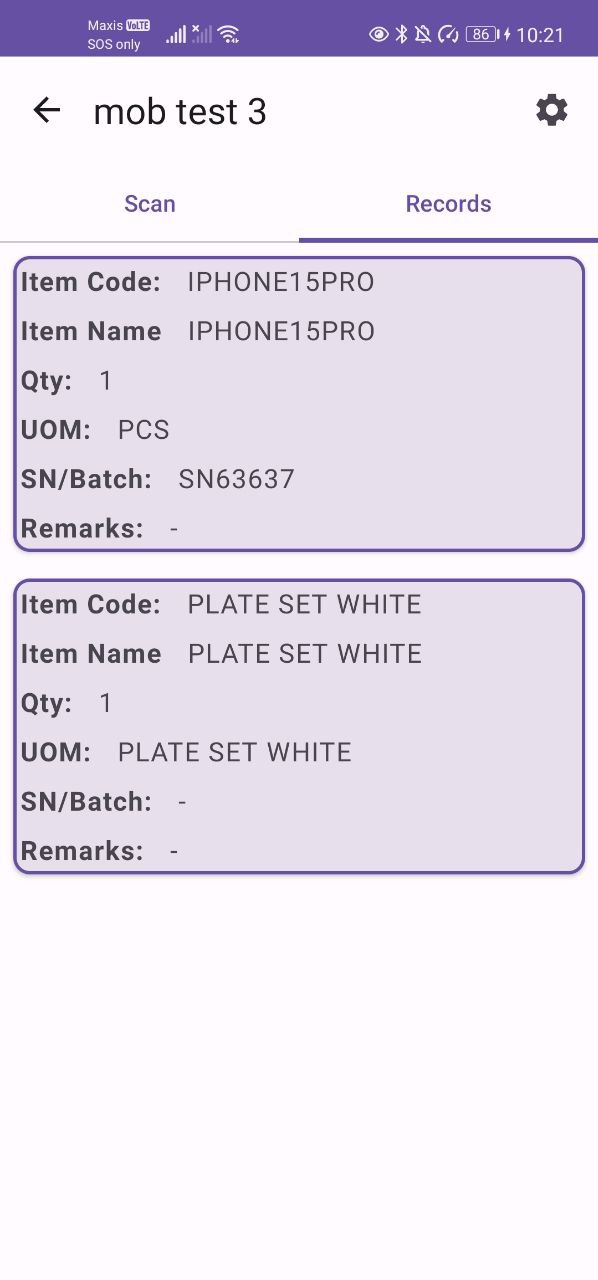 Maxis VoLTE
SOS only
86
10:21
mob test 3
Scan
Records
Item Code: IPHONE15PRO
Item Name IPHONE15PRO
Qty: 1
UOM: PCS
SN/Batch: SN63637
Remarks: -
Item Code: PLATE SET WHITE
Item Name PLATE SET WHITE
Qty: 1
UOM: PLATE SET WHITE
SN/Batch: -
Remarks: -